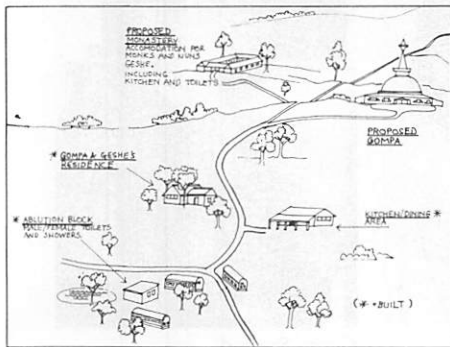 PROPOSED
MONASTERY
ACCOMODATION FOR
MONKS AND NUNS
GESHE.
INCLUDING
KITCHEN AND TOILETS
PROPOSED
GOMPA
* GOMPA & GESHE'S
RESIDENCE
* ABLUTION BLOCK
MALE/FEMALE TOILETS
AND SHOWERS
KITCHEN/DINING *
AREA
(* = BUILT)